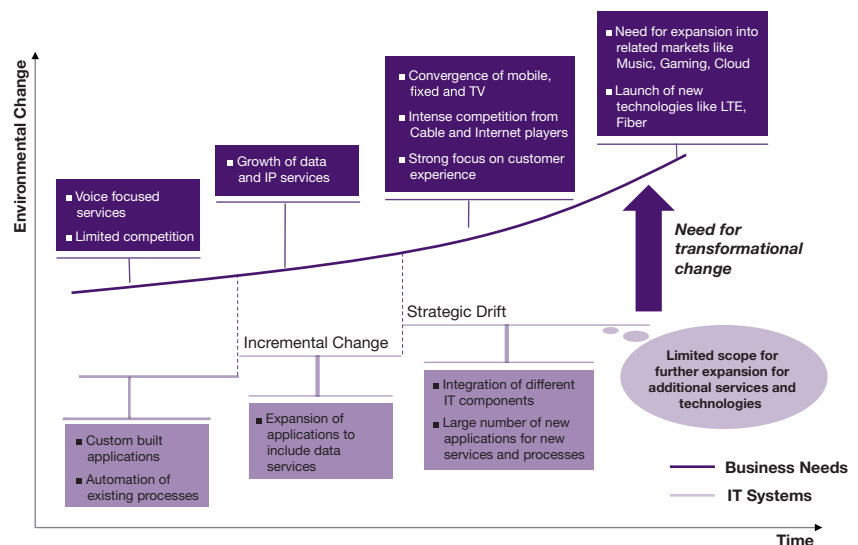 Environmental Change
Need for expansion into
related markets like
Music, Gaming, Cloud
Launch of new
technologies like LTE,
Fiber
Convergence of mobile,
fixed and TV
Intense competition from
Cable and Internet players
Strong focus on customer
experience
Growth of data
and IP services
Voice focused
services
Limited competition
Need for
transformational
change
Strategic Drift
Incremental Change
Limited scope for
further expansion for
additional services and
technologies
Integration of different
IT components
Large number of new
applications for new
services and processes
Expansion of
applications to
include data
services
Custom built
applications
Automation of
existing processes
Business Needs
IT Systems
Time